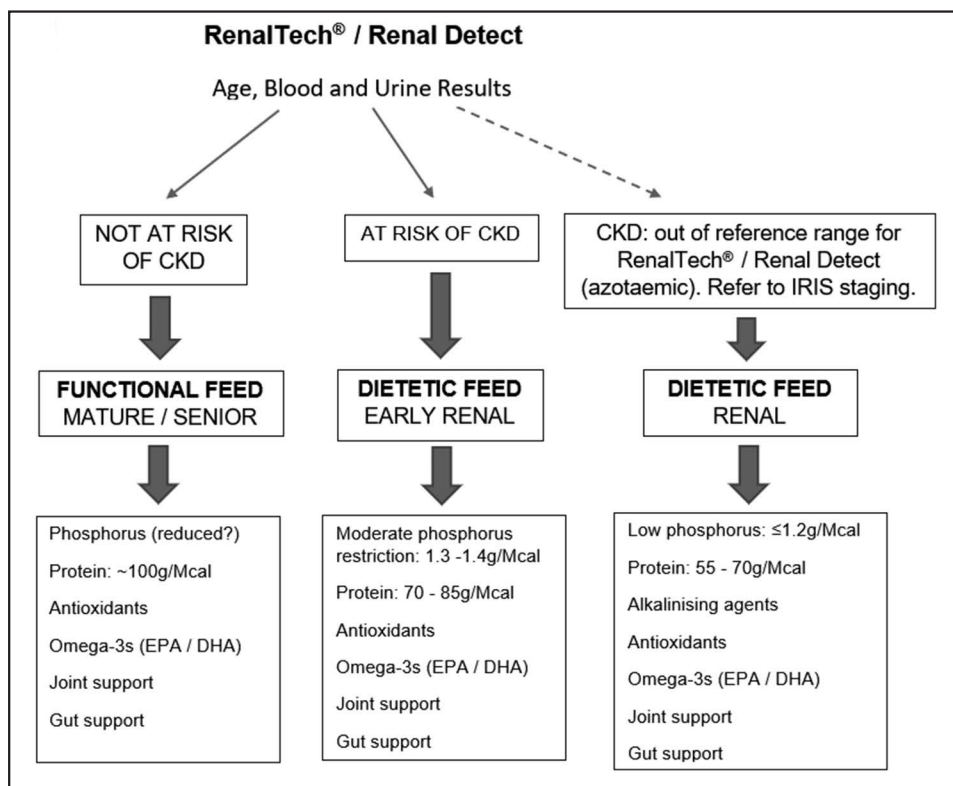 RenalTech® / Renal Detect
Age, Blood and Urine Results
NOT AT RISK
OF CKD
AT RISK OF CKD
CKD: out of reference range for
RenalTech® / Renal Detect
(azotaemic). Refer to IRIS staging.
FUNCTIONAL FEED
MATURE / SENIOR
DIETETIC FEED
EARLY RENAL
DIETETIC FEED
RENAL
Phosphorus (reduced?)
Protein: ~100g/Mcal
Antioxidants
Omega-3s (EPA / DHA)
Joint support
Gut support
Moderate phosphorus
restriction: 1.3 -1.4g/Mcal
Protein: 70 - 85g/Mcal
Antioxidants
Omega-3s (EPA / DHA)
Joint support
Gut support
Low phosphorus: ≤1.2g/Mcal
Protein: 55 - 70g/Mcal
Alkalinising agents
Antioxidants
Omega-3s (EPA / DHA)
Joint support
Gut support